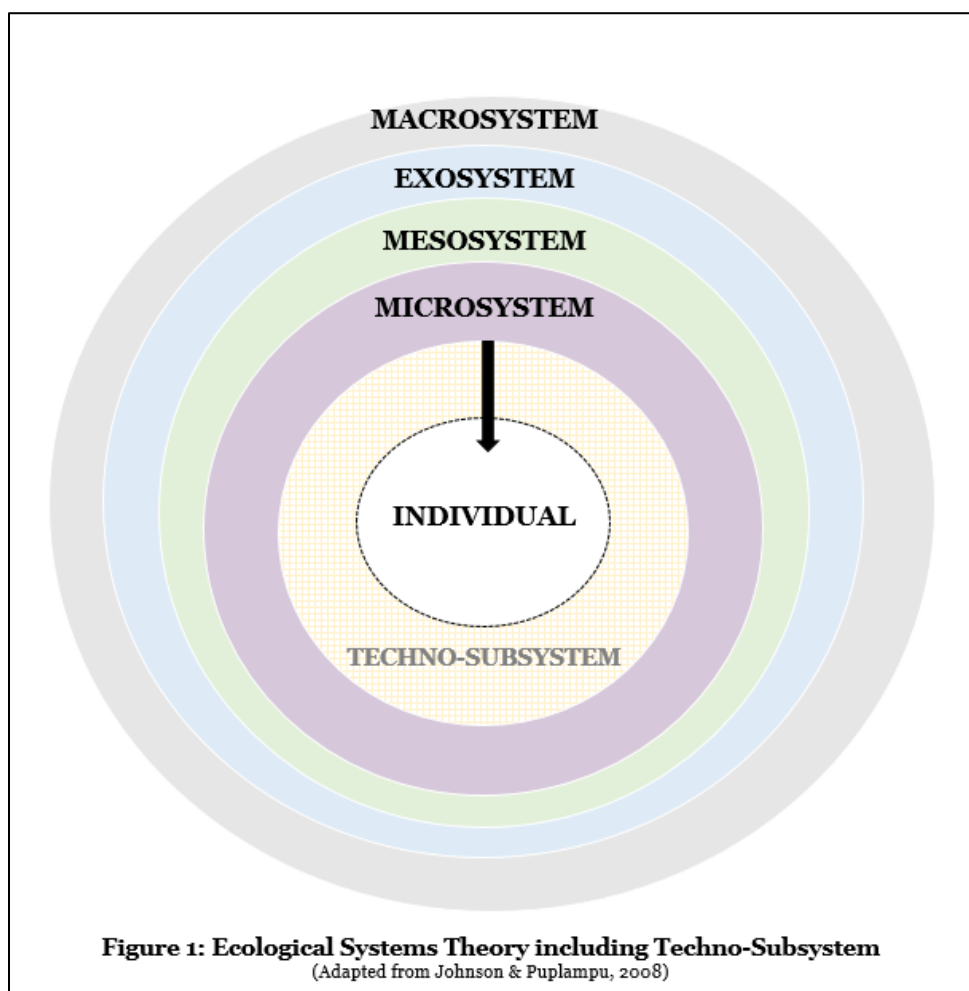 MACROSYSTEM
EXOSYSTEM
MESOSYSTEM
MICROSYSTEM
INDIVIDUAL
TECHNO-SUBSYSTEM
Figure 1: Ecological Systems Theory including Techno-Subsystem
(Adapted from Johnson & Puplampu, 2008)